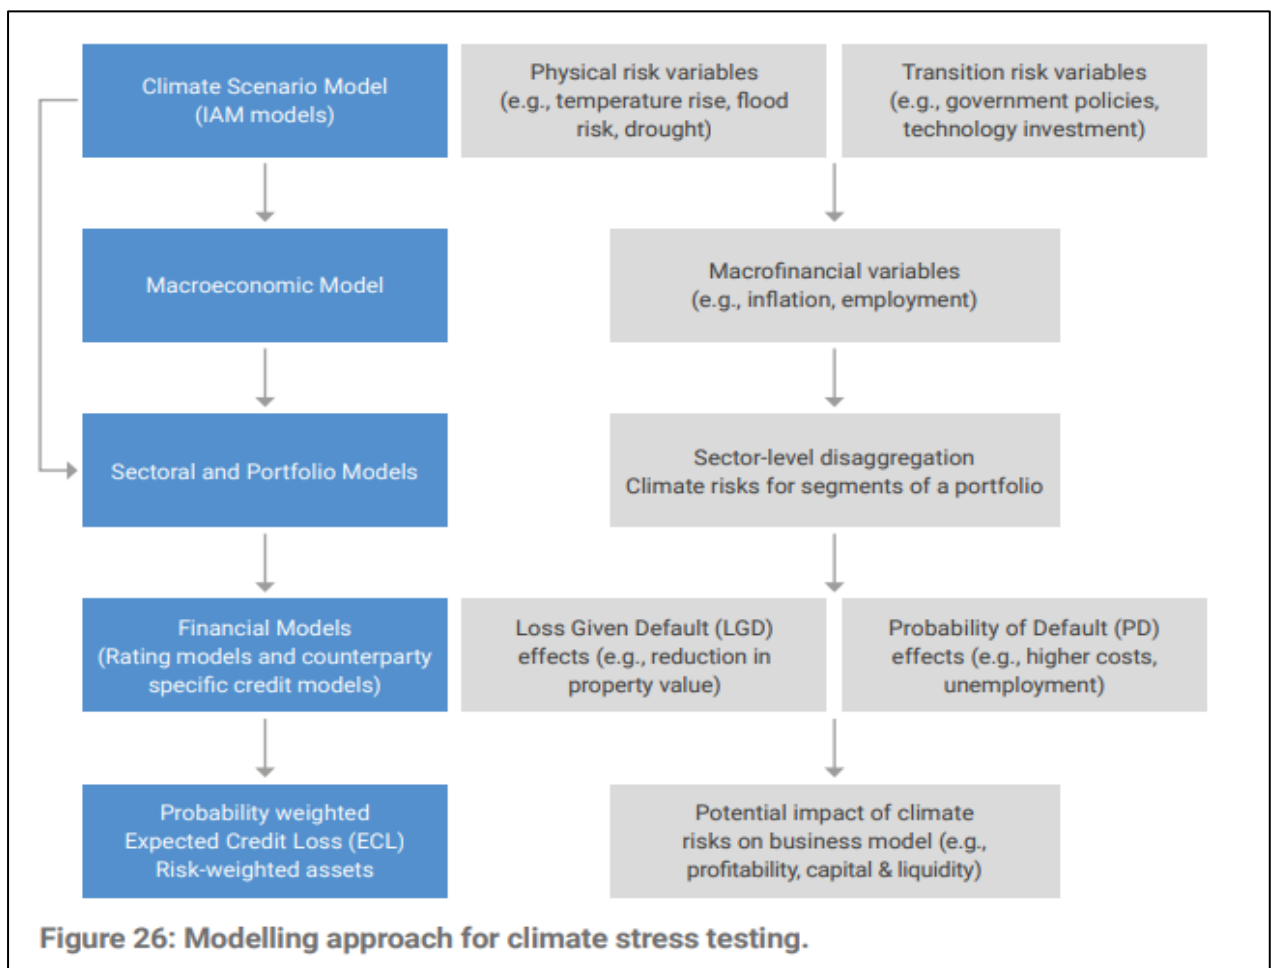 Climate Scenario Model
(IAM models)
Physical risk variables
(e.g., temperature rise, flood
risk, drought)
Transition risk variables
(e.g., government policies,
technology investment)
Macroeconomic Model
Macrofinancial variables
(e.g., inflation, employment)
Sectoral and Portfolio Models
Sector-level disaggregation
Climate risks for segments of a portfolio
Financial Models
(Rating models and counterparty
specific credit models)
Loss Given Default (LGD)
effects (e.g., reduction in
property value)
Probability of Default (PD)
effects (e.g., higher costs,
unemployment)
Probability weighted
Expected Credit Loss (ECL)
Risk-weighted assets
Potential impact of climate
risks on business model (e.g.,
profitability, capital & liquidity)
Figure 26: Modelling approach for climate stress testing.